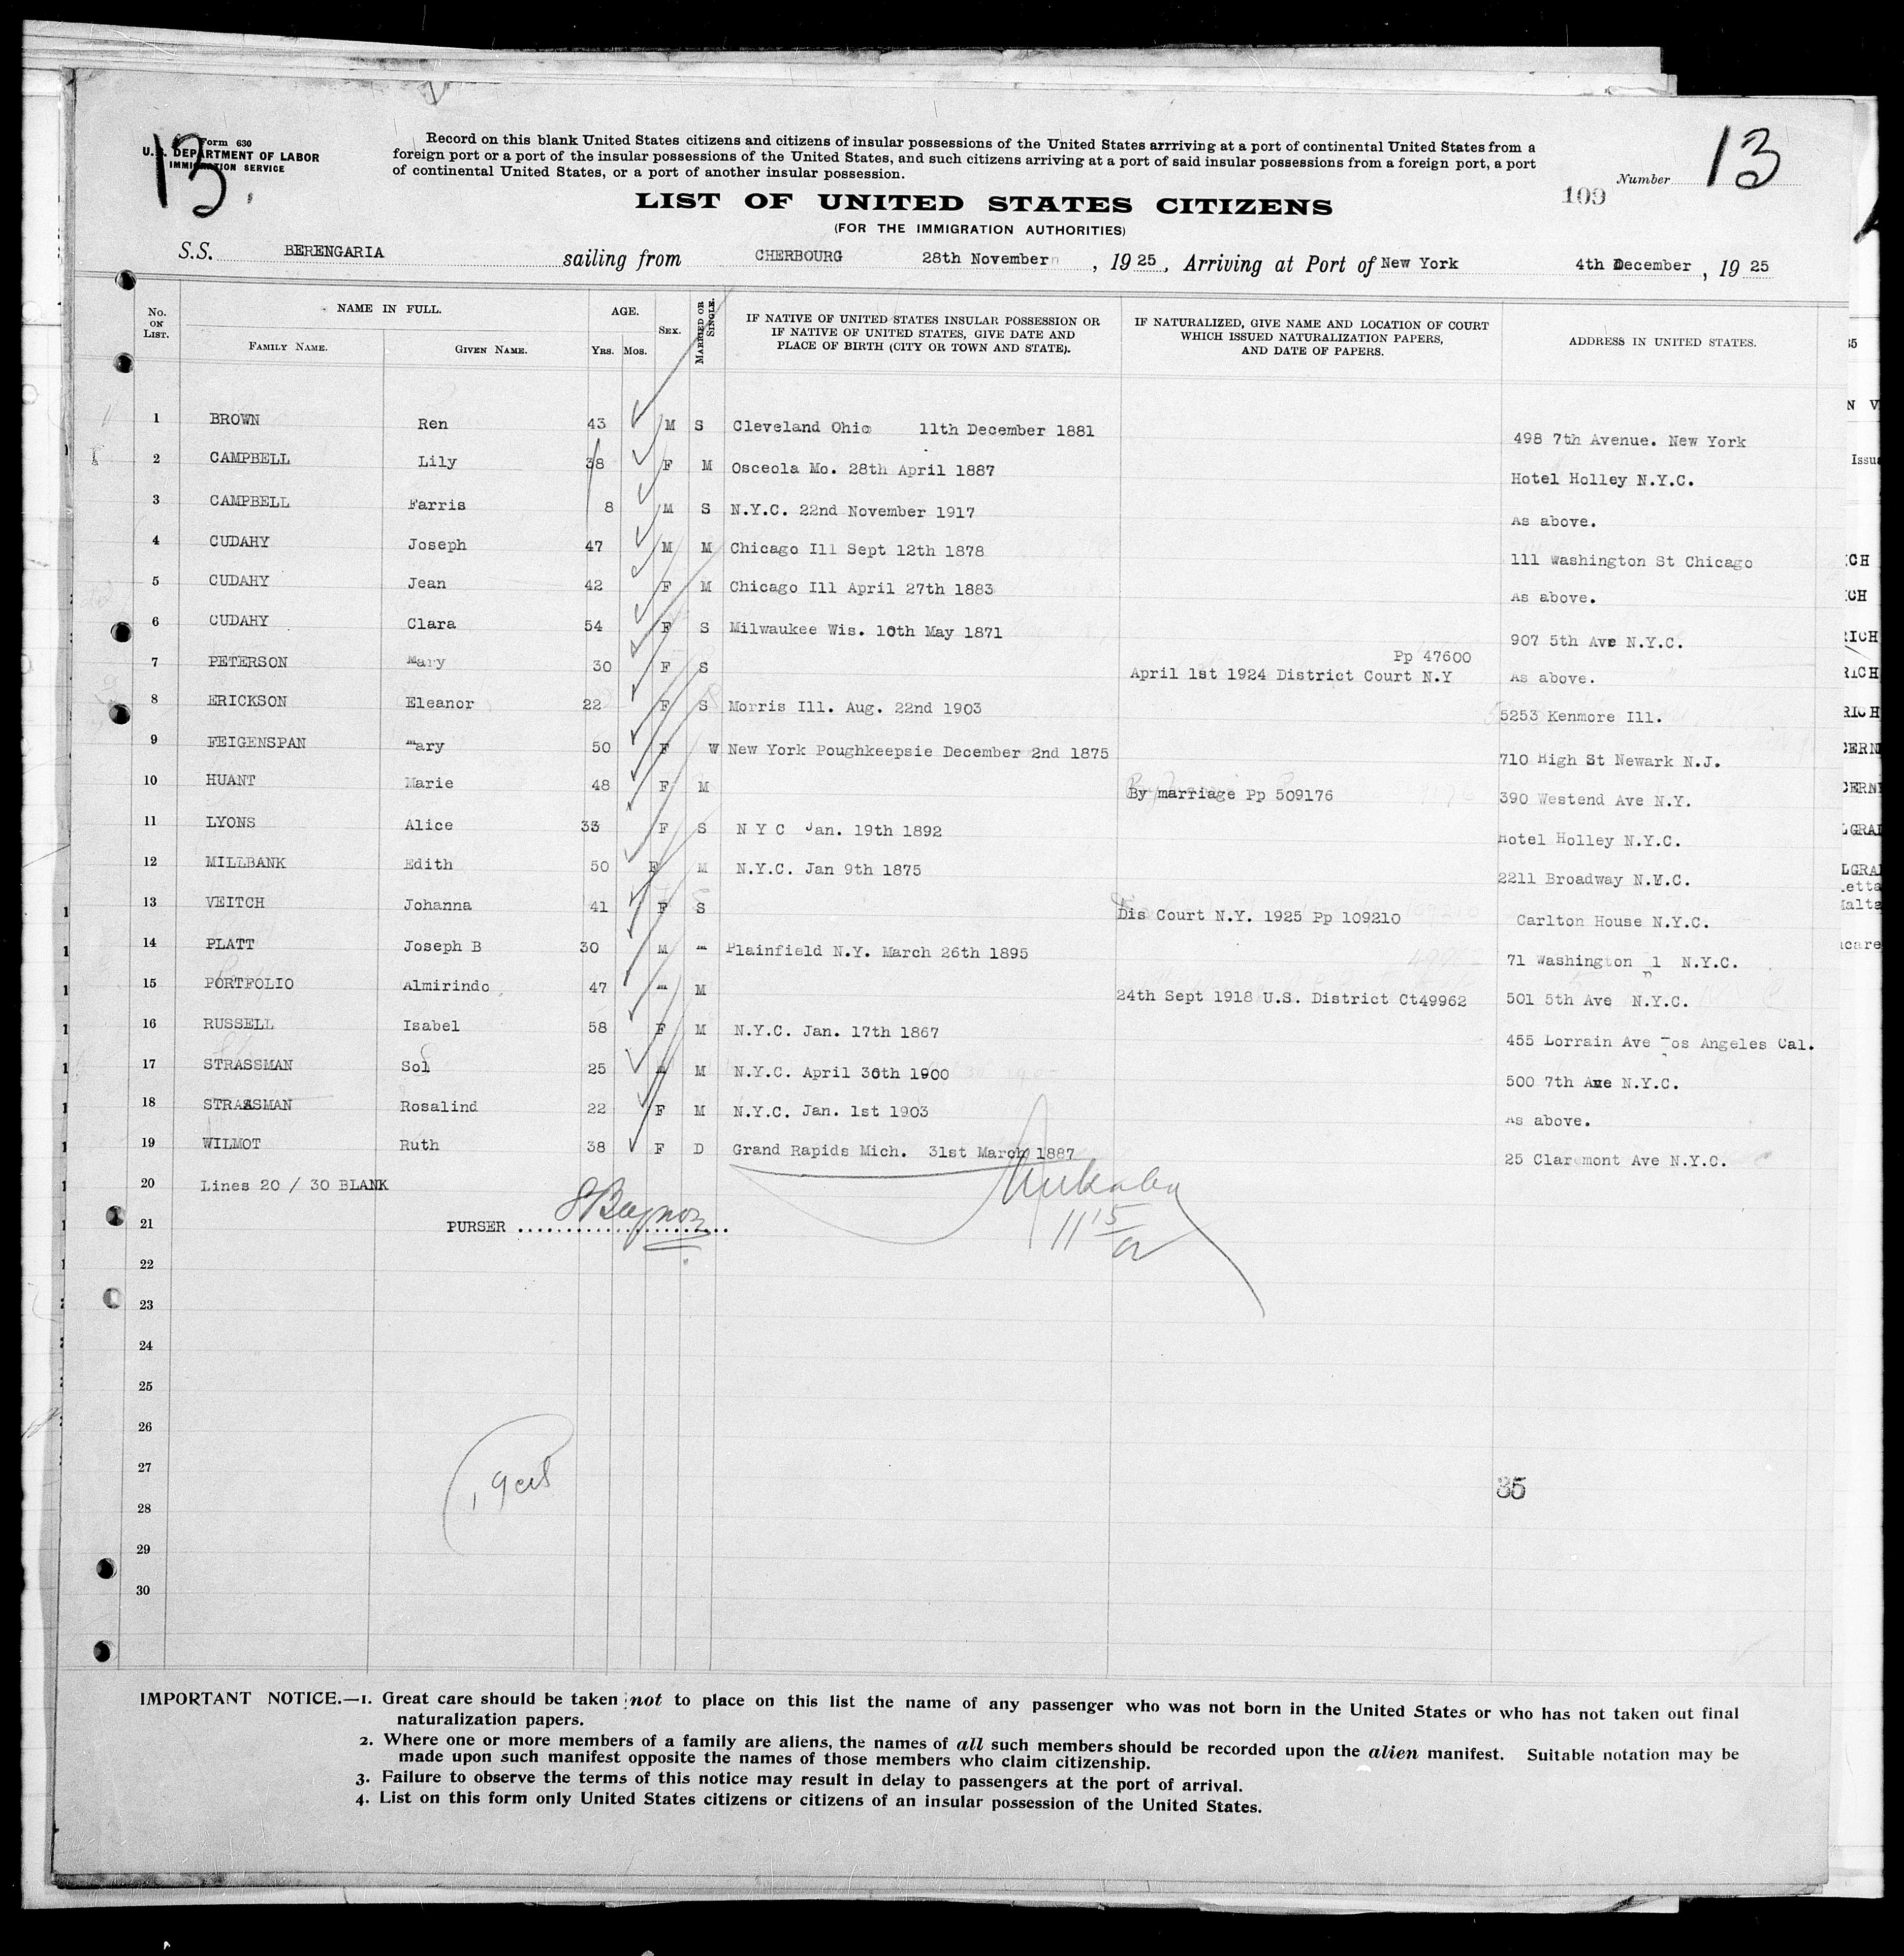 13
Form 630
U.S. DEPARTMENT OF LABOR
IMMIGRATION SERVICE
Record on this blank United States citizens and citizens of insular possessions of the United States arrriving at a port of continental United States from a
foreign port or a port of the insular possessions of the United States, and such citizens arriving at a port of said insular possessions from a foreign port, a port
of continental United States, or a port of another insular possession.
Number 13
109
LIST OF UNITED STATES CITIZENS
(FOR THE IMMIGRATION AUTHORITIES)
S.S. BERENGARIA sailing from CHERBOURG 28th November, 1925, Arriving at Port of New York 4th December, 1925
No. ON LIST. NAME IN FULL. FAMILY NAME. GIVEN NAME. AGE. YRS. MOS. SEX. MARRIED OR SINGLE. IF NATIVE OF UNITED STATES INSULAR POSSESSION OR IF NATIVE OF UNITED STATES, GIVE DATE AND PLACE OF BIRTH (CITY OR TOWN AND STATE). IF NATURALIZED, GIVE NAME AND LOCATION OF COURT WHICH ISSUED NATURALIZATION PAPERS, AND DATE OF PAPERS. ADDRESS IN UNITED STATES.
1 BROWN Ren 43 M S Cleveland Ohio 11th December 1881 498 7th Avenue. New York
2 CAMPBELL Lily 38 F M Osceola Mo. 28th April 1887 Hotel Holley N.Y.C.
3 CAMPBELL Farris 8 M S N.Y.C. 22nd November 1917 As above.
4 CUDAHY Joseph 47 M M Chicago Ill Sept 12th 1878 111 Washington St Chicago
5 CUDAHY Jean 42 F M Chicago Ill April 27th 1883 As above.
6 CUDAHY Clara 54 F S Milwaukee Wis. 10th May 1871 907 5th Ave N.Y.C.
7 PETERSON Mary 30 F S Pp 47600 April 1st 1924 District Court N.Y As above.
8 ERICKSON Eleanor 22 F S Morris Ill. Aug. 22nd 1903 5253 Kenmore Ill.
9 FEIGENSPAN Mary 50 F W New York Poughkeepsie December 2nd 1875 710 High St Newark N.J.
10 HUANT Marie 48 F M By marriage Pp 509176 390 Westend Ave N.Y.
11 LYONS Alice 33 F S N Y C Jan. 19th 1892 Hotel Holley N.Y.C.
12 MILLBANK Edith 50 F M N.Y.C. Jan 9th 1875 2211 Broadway N.Y.C.
13 VEITCH Johanna 41 F S Dis Court N.Y. 1925 Pp 109210 Carlton House N.Y.C.
14 PLATT Joseph B 30 M M Plainfield N.Y. March 26th 1895 71 Washington Pl N.Y.C.
15 PORTFOLIO Almirindo 47 M M 24th Sept 1918 U.S. District Ct49962 501 5th Ave N.Y.C.
16 RUSSELL Isabel 58 F M N.Y.C. Jan. 17th 1867 455 Lorrain Ave Los Angeles Cal.
17 STRASSMAN Sol 25 M M N.Y.C. April 30th 1900 500 7th Ave N.Y.C.
18 STRASSMAN Rosalind 22 F M N.Y.C. Jan. 1st 1903 As above.
19 WILMOT Ruth 38 F D Grand Rapids Mich. 31st March 1887 25 Claremont Ave N.Y.C.
20 Lines 20 / 30 BLANK
21 PURSER
22
23
24
25
26
27
28
29
30
35
IMPORTANT NOTICE.—1. Great care should be taken not to place on this list the name of any passenger who was not born in the United States or who has not taken out final
naturalization papers.
2. Where one or more members of a family are aliens, the names of all such members should be recorded upon the alien manifest. Suitable notation may be
made upon such manifest opposite the names of those members who claim citizenship.
3. Failure to observe the terms of this notice may result in delay to passengers at the port of arrival.
4. List on this form only United States citizens or citizens of an insular possession of the United States.